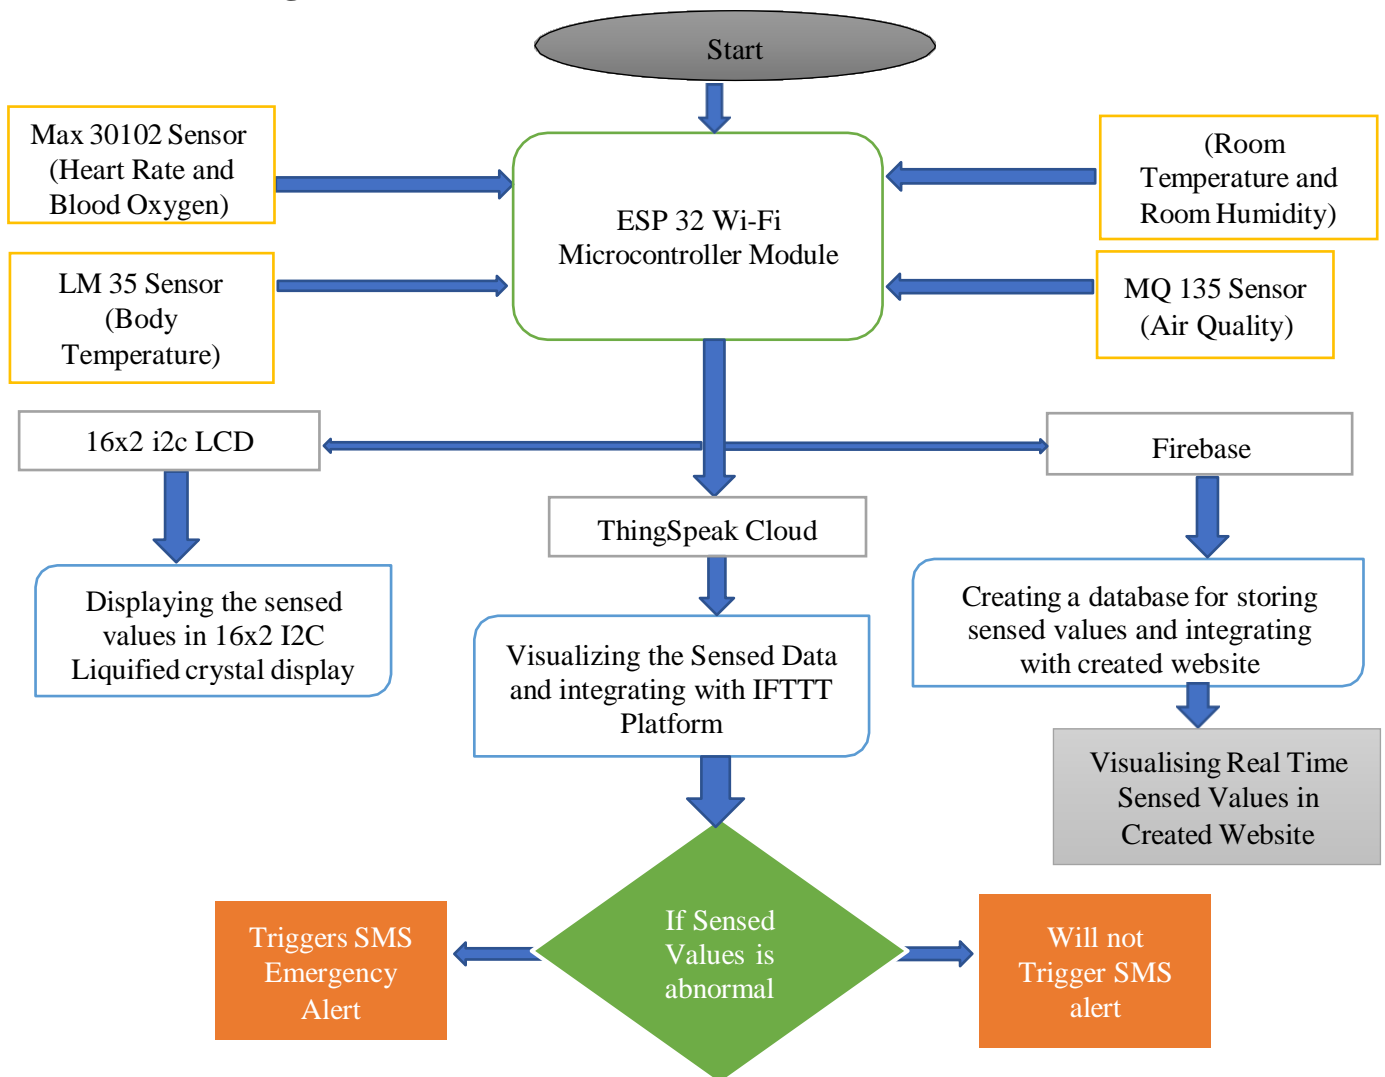 Start
Max 30102 Sensor
(Heart Rate and
Blood Oxygen)
(Room
Temperature and
Room Humidity)
ESP 32 Wi-Fi
Microcontroller Module
LM 35 Sensor
(Body
Temperature)
MQ 135 Sensor
(Air Quality)
16x2 i2c LCD
Firebase
ThingSpeak Cloud
Displaying the sensed
values in 16x2 I2C
Liquified crystal display
Visualizing the Sensed Data
and integrating with IFTTT
Platform
Creating a database for storing
sensed values and integrating
with created website
Visualising Real Time
Sensed Values in
Created Website
Triggers SMS
Emergency
Alert
If Sensed
Values is
abnormal
Will not
Trigger SMS
alert